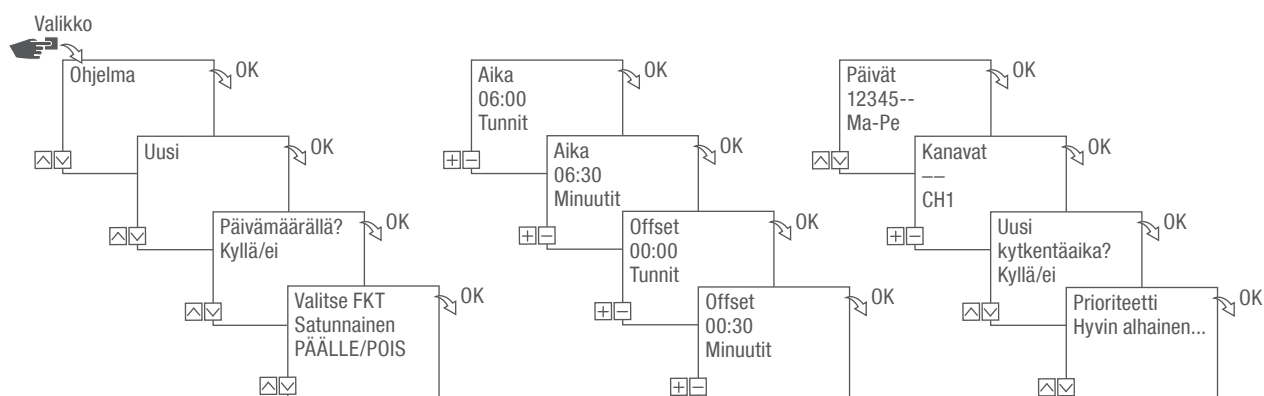 Valikko
Ohjelma
OK
Uusi
OK
Päivämäärällä?
Kyllä/ei
OK
Valitse FKT
Satunnainen
PÄÄLLE/POIS
OK
Aika
06:00
Tunnit
OK
Aika
06:30
Minuutit
OK
Offset
00:00
Tunnit
OK
Offset
00:30
Minuutit
OK
Päivät
12345--
Ma-Pe
OK
Kanavat
––
CH1
OK
Uusi
kytkentäaika?
Kyllä/ei
OK
Prioriteetti
Hyvin alhainen...
OK